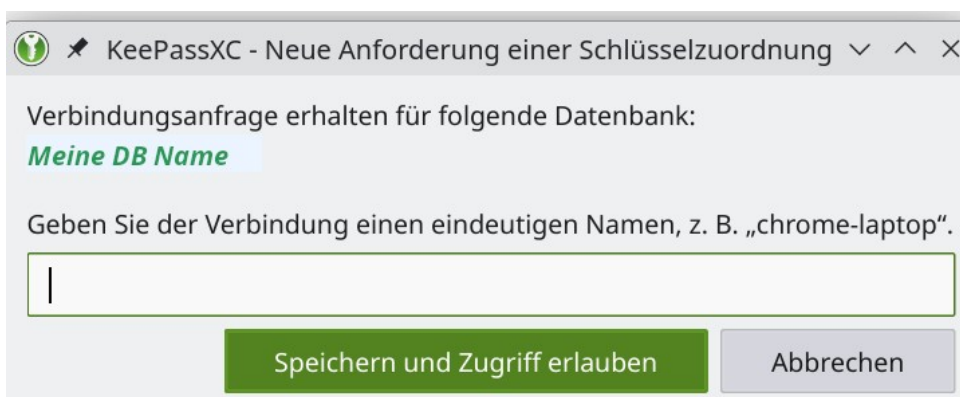 KeePassXC - Neue Anforderung einer Schlüsselzuordnung
Verbindungsanfrage erhalten für folgende Datenbank:
Meine DB Name
Geben Sie der Verbindung einen eindeutigen Namen, z. B. „chrome-laptop“.
Speichern und Zugriff erlauben Abbrechen